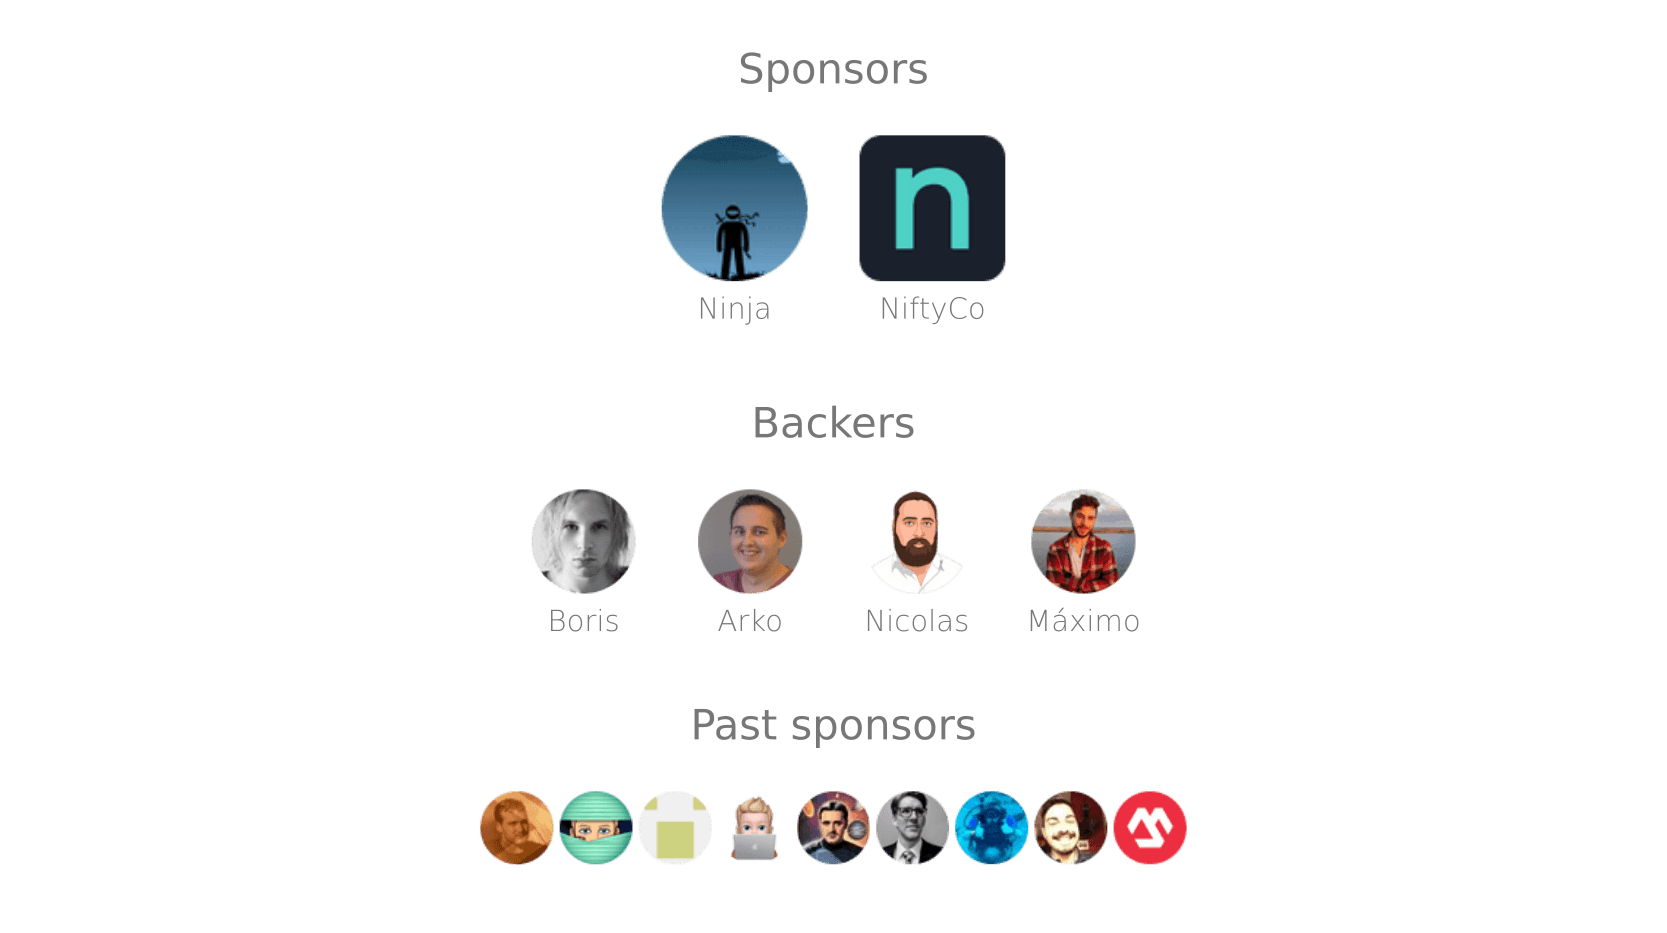 Sponsors
n
Ninja
NiftyCo
Backers
Boris
Arko
Nicolas
Máximo
Past sponsors